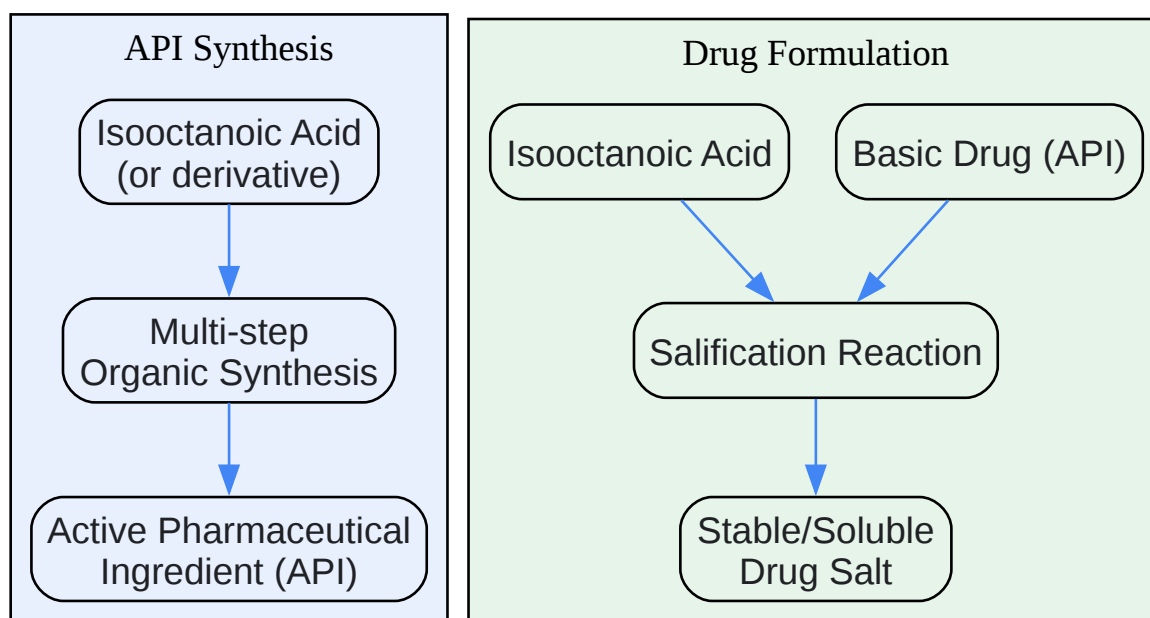 API Synthesis
Isooctanoic Acid
(or derivative)
Multi-step
Organic Synthesis
Active Pharmaceutical
Ingredient (API)
Drug Formulation
Isooctanoic Acid
Basic Drug (API)
Salification Reaction
Stable/Soluble
Drug Salt